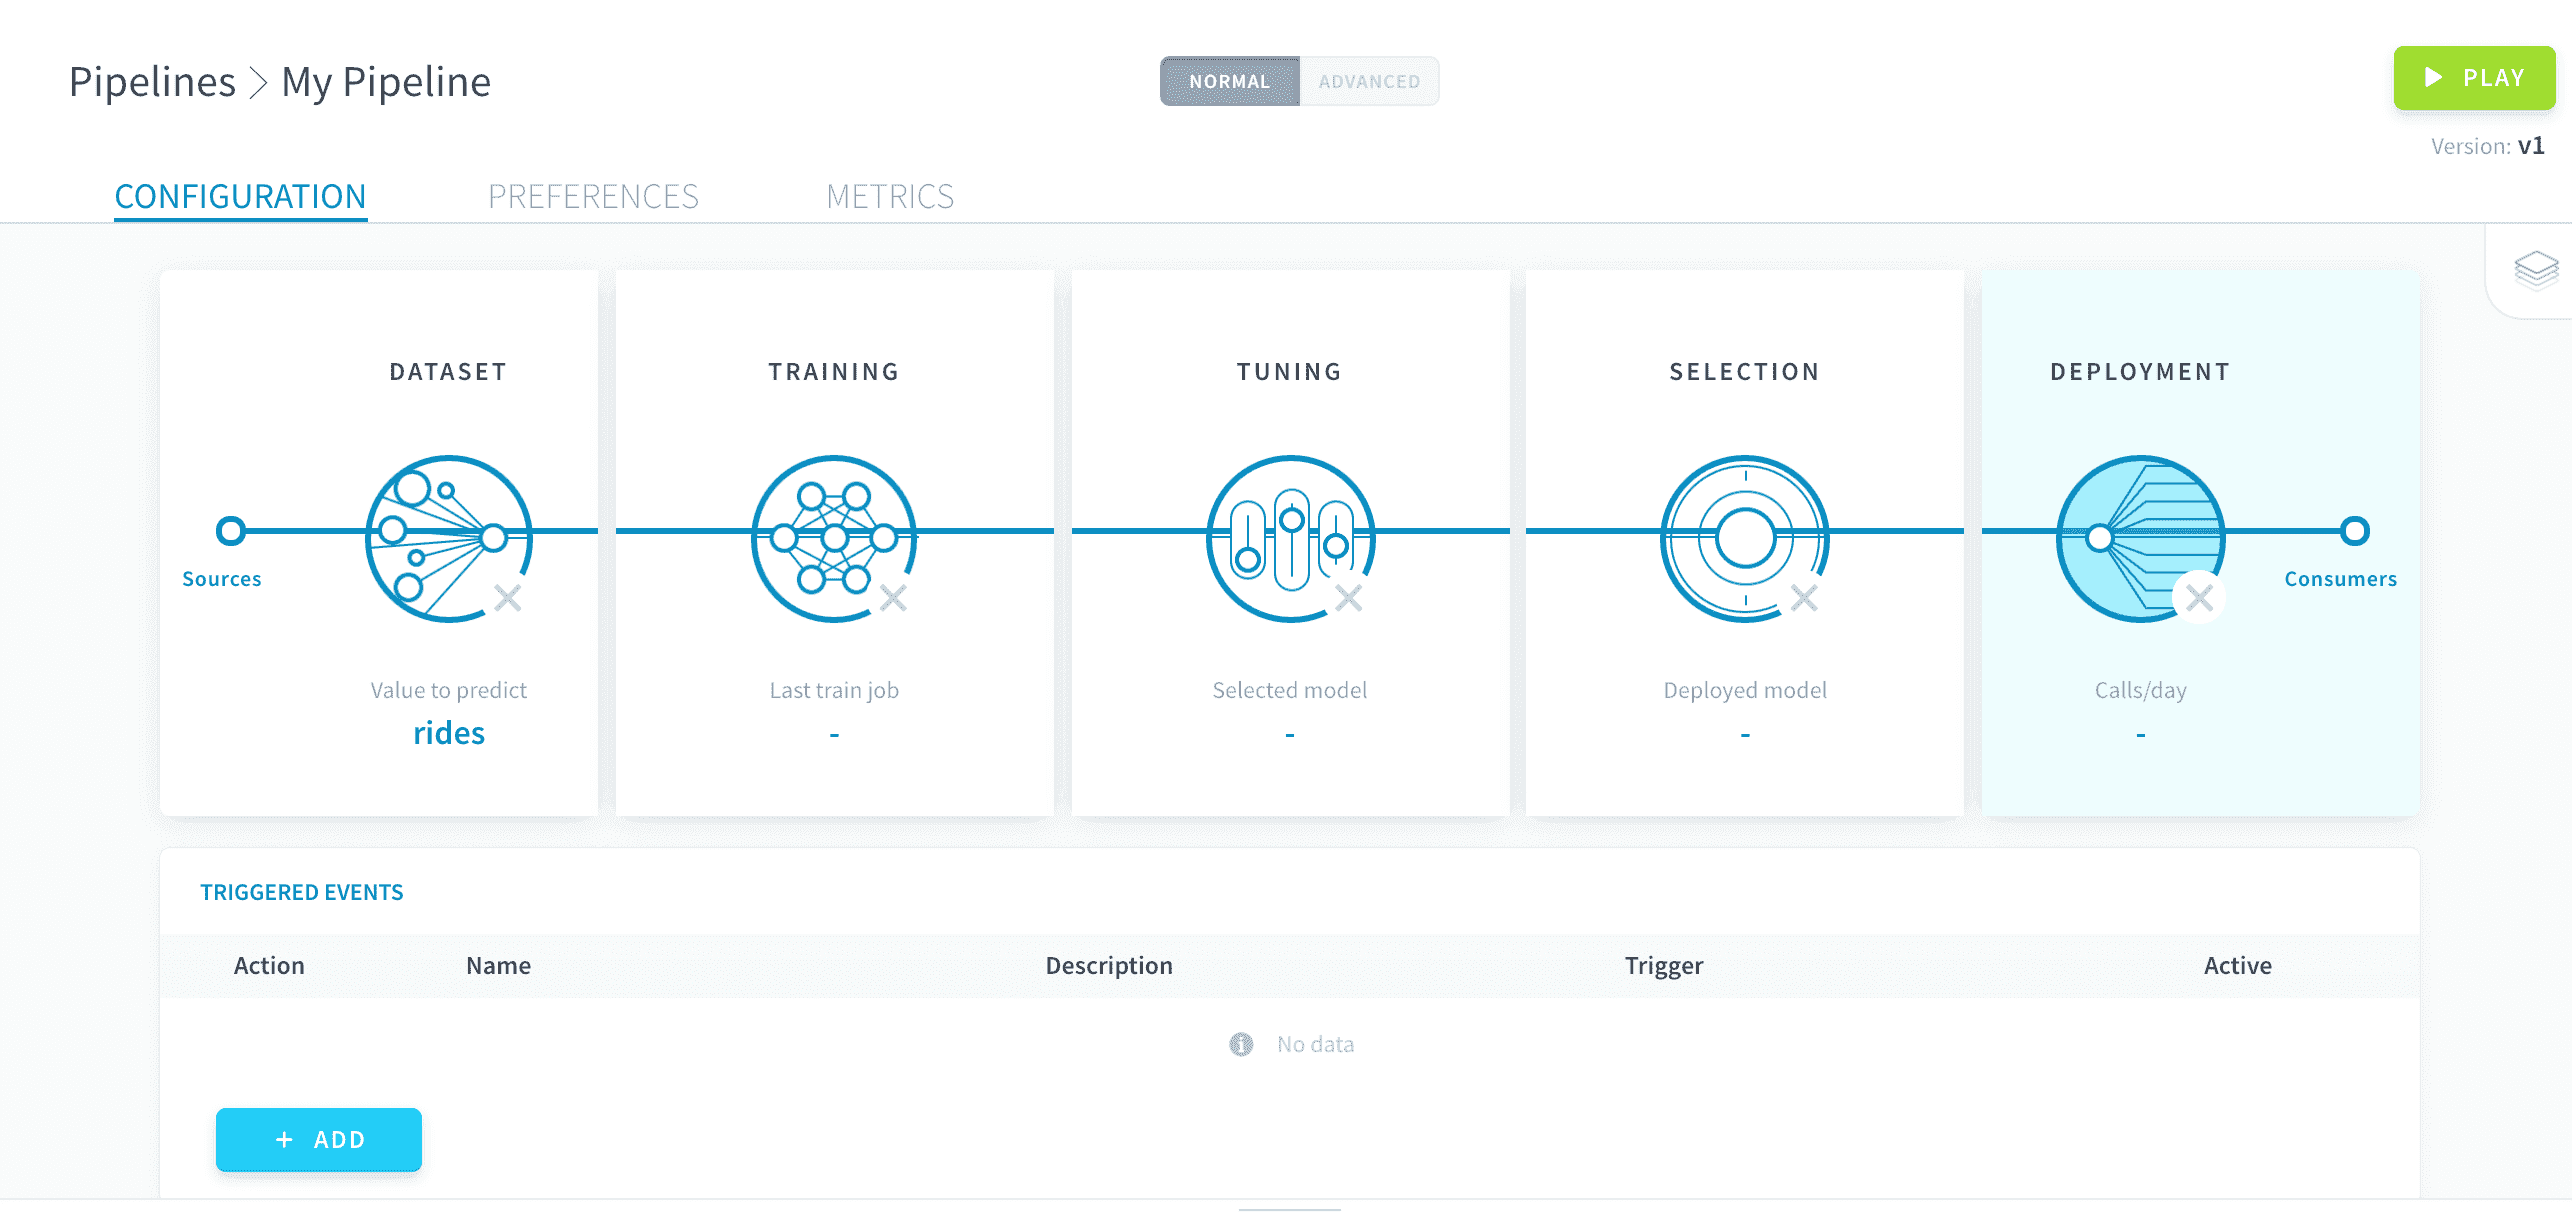 Pipelines > My Pipeline
NORMAL ADVANCED
PLAY
Version: v1
CONFIGURATION PREFERENCES METRICS
DATASET TRAINING TUNING SELECTION DEPLOYMENT
Sources Consumers
Value to predict Last train job Selected model Deployed model Calls/day
rides - - - -
TRIGGERED EVENTS
Action Name Description Trigger Active
No data
+ ADD